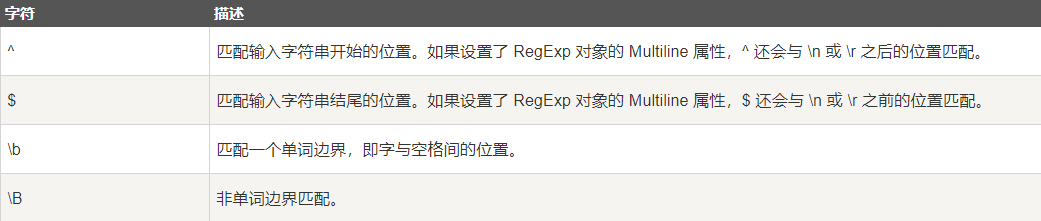 字符 描述
^ 匹配输入字符串开始的位置。如果设置了 RegExp 对象的 Multiline 属性，^ 还会与 \n 或 \r 之后的位置匹配。
$ 匹配输入字符串结尾的位置。如果设置了 RegExp 对象的 Multiline 属性，$ 还会与 \n 或 \r 之前的位置匹配。
\b 匹配一个单词边界，即字与空格间的位置。
\B 非单词边界匹配。